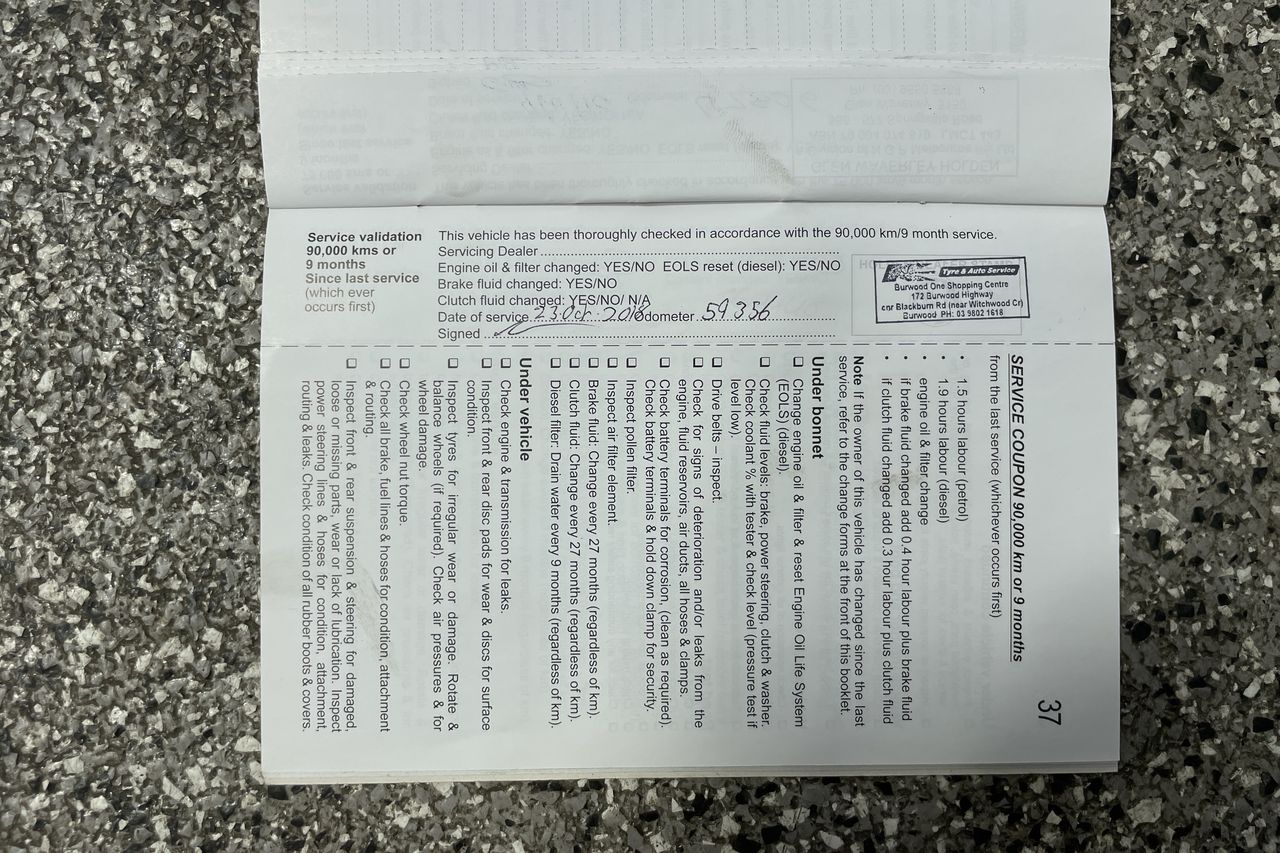 Service validation
90,000 kms or
9 months
Since last service
(which ever
occurs first)
This vehicle has been thoroughly checked in accordance with the 90,000 km/9 month service.
Servicing Dealer
Engine oil & filter changed: YES/NO EOLS reset (diesel): YES/NO
Brake fluid changed: YES/NO
Clutch fluid changed: YES/NO/ N/A
Date of service 23 Oct 2016 Odometer 59356
Signed
Tyre & Auto Service
Burwood One Shopping Centre
172 Burwood Highway
cnr Blackburn Rd (near Witchwood Cr)
Burwood PH: 03 9802 1618
37
SERVICE COUPON 90,000 km or 9 months
from the last service (whichever occurs first)
• 1.5 hours labour (petrol)
• 1.9 hours labour (diesel)
• engine oil & filter change
• if brake fluid changed add 0.4 hour labour plus brake fluid
• if clutch fluid changed add 0.3 hour labour plus clutch fluid
Note If the owner of this vehicle has changed since the last
service, refer to the change forms at the front of this booklet.
Under bonnet
☐ Change engine oil & filter & reset Engine Oil Life System
(EOLS) (diesel).
☐ Check fluid levels: brake, power steering, clutch & washer.
Check coolant % with tester & check level (pressure test if
level low).
☐ Drive belts – inspect.
☐ Check for signs of deterioration and/or leaks from the
engine, fluid reservoirs, air ducts, all hoses & clamps.
☐ Check battery terminals for corrosion, (clean as required).
Check battery terminals & hold down clamp for security.
☐ Inspect pollen filter.
☐ Inspect air filter element.
☐ Brake fluid: Change every 27 months (regardless of km).
☐ Clutch fluid: Change every 27 months (regardless of km).
☐ Diesel filter: Drain water every 9 months (regardless of km).
Under vehicle
☐ Check engine & transmission for leaks.
☐ Inspect front & rear disc pads for wear & discs for surface
condition.
☐ Inspect tyres for irregular wear or damage. Rotate &
balance wheels (if required). Check air pressures & for
wheel damage.
☐ Check wheel nut torque.
☐ Check all brake, fuel lines & hoses for condition, attachment
& routing.
☐ Inspect front & rear suspension & steering for damaged,
loose or missing parts, wear or lack of lubrication. Inspect
power steering lines & hoses for condition, attachment,
routing & leaks. Check condition of all rubber boots & covers.